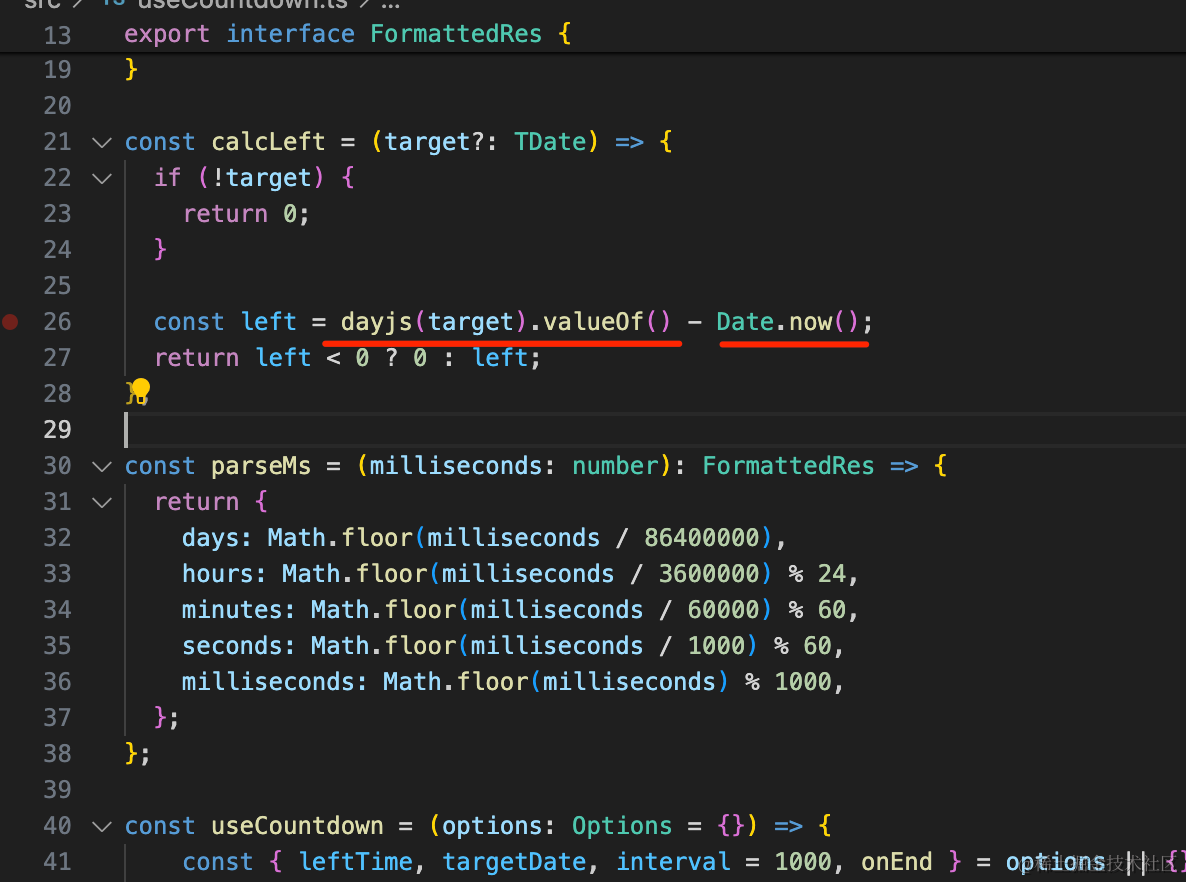 src > TS useCountdown.ts > ...
13 export interface FormattedRes {
19 }
20
21 const calcLeft = (target?: TDate) => {
22   if (!target) {
23     return 0;
24   }
25
26   const left = dayjs(target).valueOf() - Date.now();
27   return left < 0 ? 0 : left;
28 };
29
30 const parseMs = (milliseconds: number): FormattedRes => {
31   return {
32     days: Math.floor(milliseconds / 86400000),
33     hours: Math.floor(milliseconds / 3600000) % 24,
34     minutes: Math.floor(milliseconds / 60000) % 60,
35     seconds: Math.floor(milliseconds / 1000) % 60,
36     milliseconds: Math.floor(milliseconds) % 1000,
37   };
38 };
39
40 const useCountdown = (options: Options = {}) => {
41     const { leftTime, targetDate, interval = 1000, onEnd } = options || {}
@稀土掘金技术社区